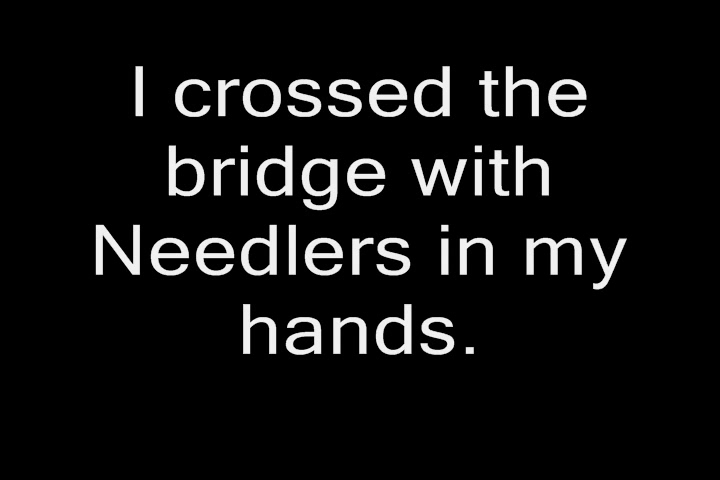 I crossed the
bridge with
Needlers in my
hands.